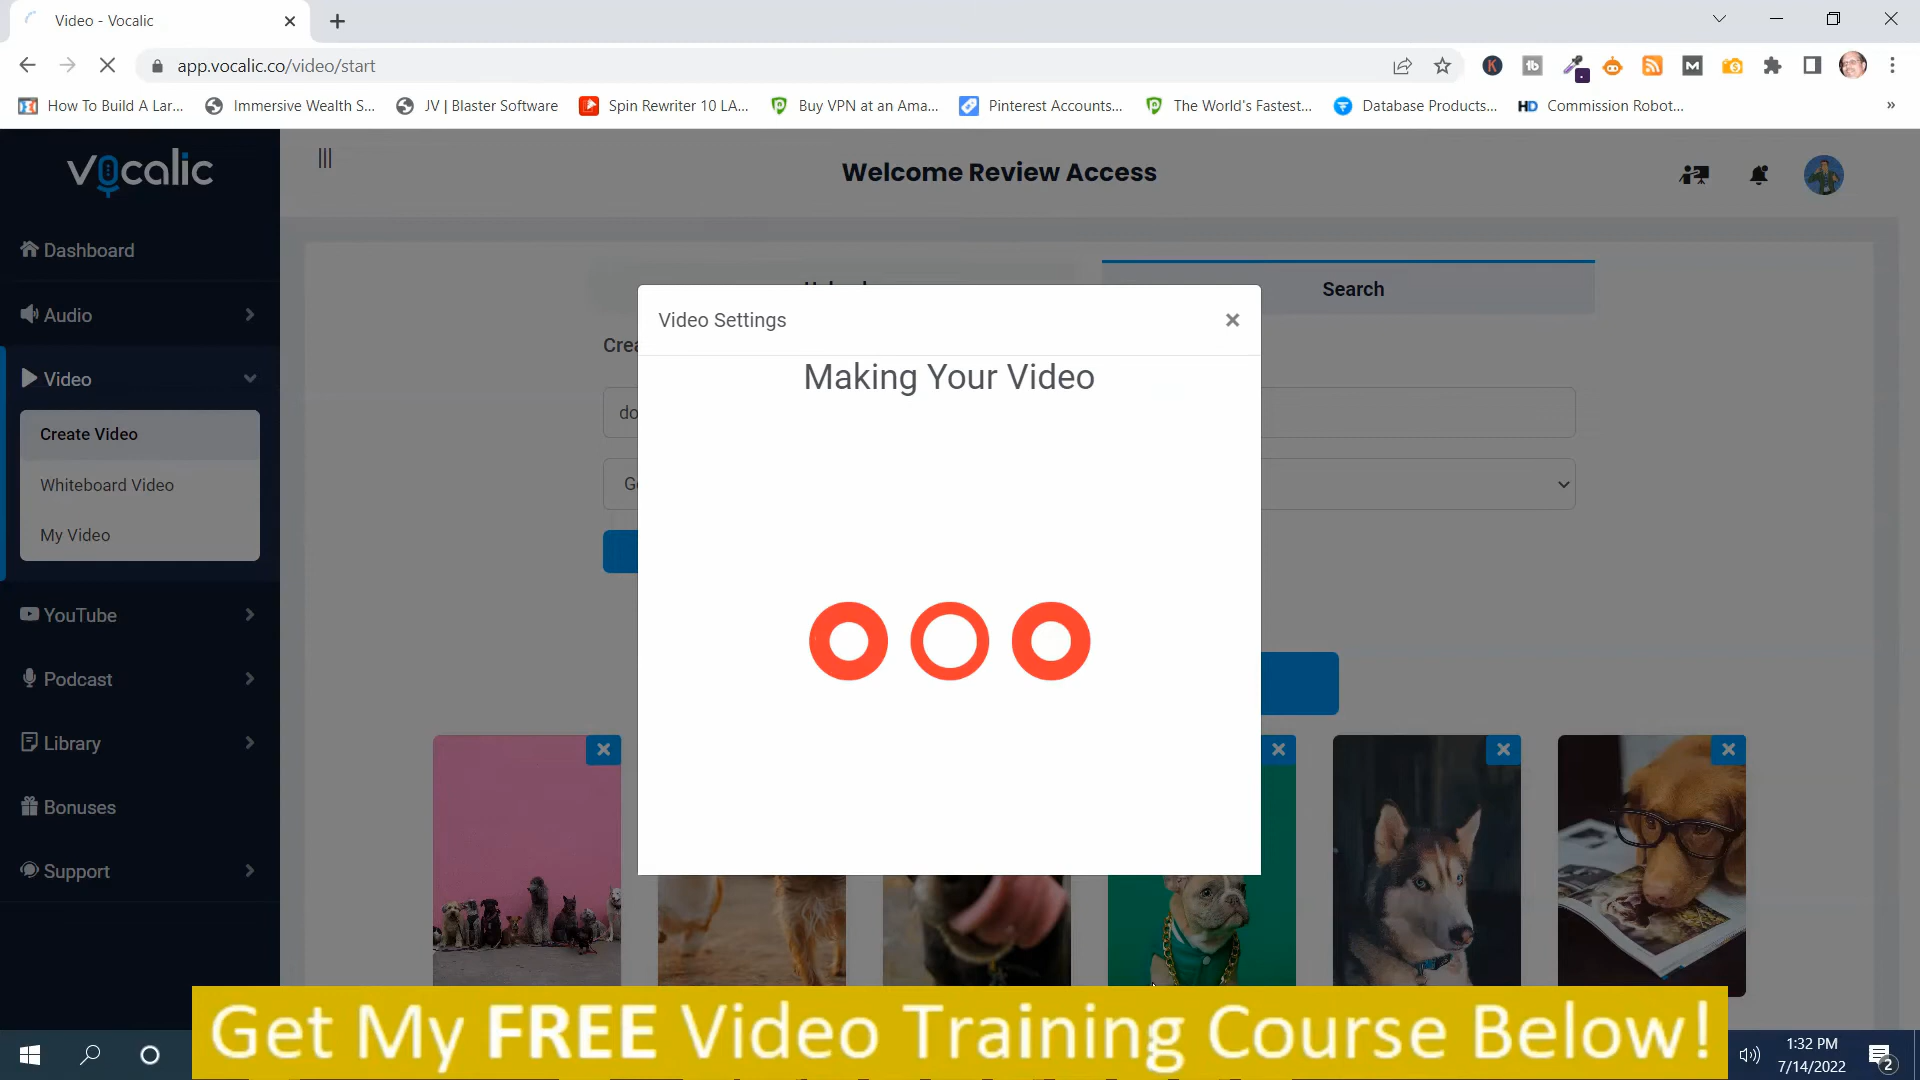 Video - Vocalic
app.vocalic.co/video/start
How To Build A Lar...
Immersive Wealth S...
JV | Blaster Software
Spin Rewriter 10 LA...
Buy VPN at an Ama...
Pinterest Accounts...
The World's Fastest...
Database Products...
HD Commission Robot...
vocalic
Welcome Review Access
Dashboard
Audio
Video
Create Video
Whiteboard Video
My Video
YouTube
Podcast
Library
Bonuses
Support
Search
Video Settings
Making Your Video
Get My FREE Video Training Course Below!
1:32 PM
7/14/2022
2